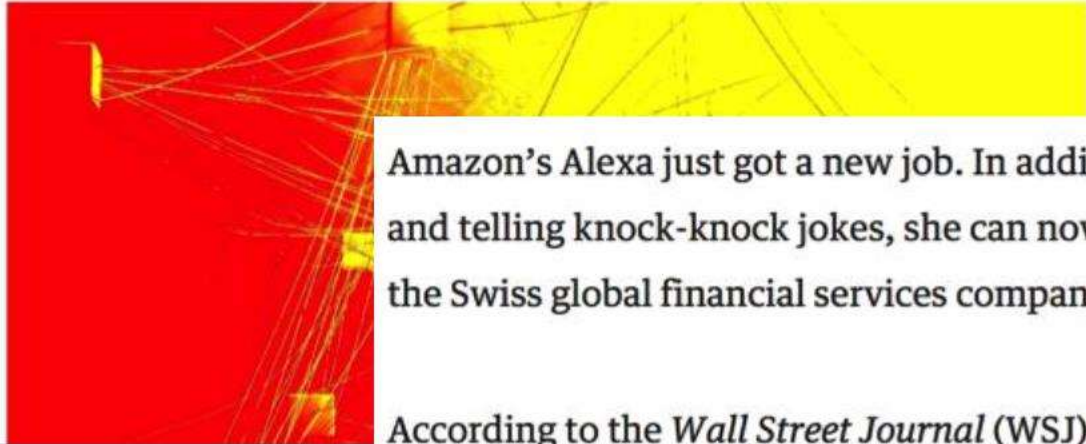 Amazon’s Alexa just got a new job. In addi
and telling knock-knock jokes, she can now
the Swiss global financial services compan
According to the Wall Street Journal (WSJ)